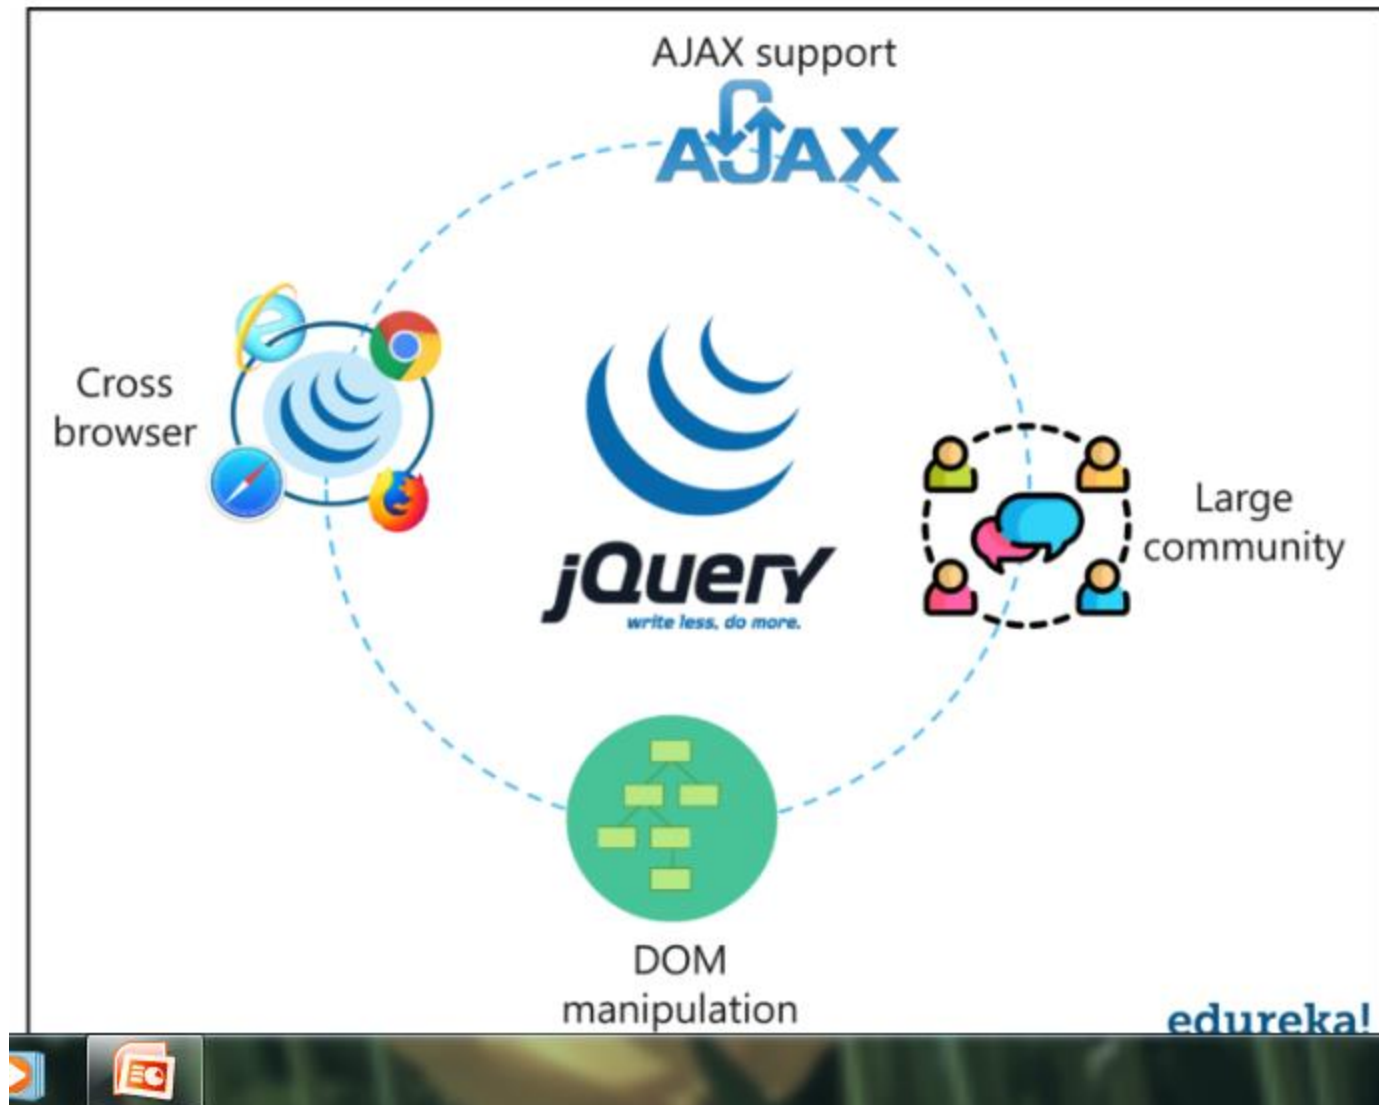 AJAX support
AJAX
Cross
browser
jQuery
write less, do more.
Large
community
DOM
manipulation
edureka!